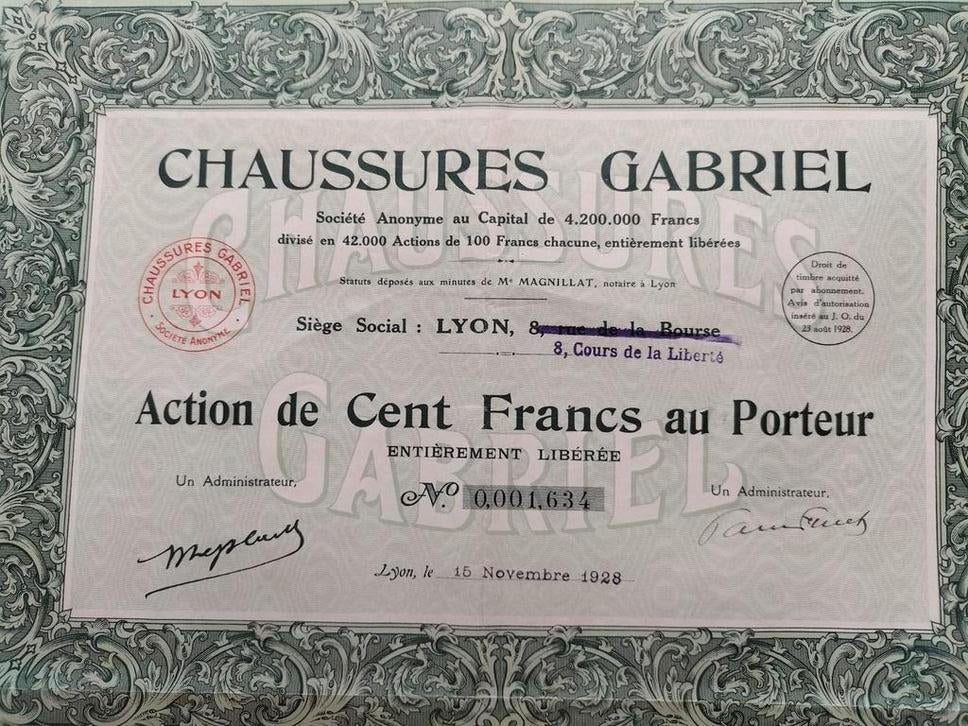 CHAUSSURES GABRIEL
Société Anonyme au Capital de 4.200.000 Francs
divisé en 42.000 Actions de 100 Francs chacune, entièrement libérées
CHAUSSURES GABRIEL
LYON
SOCIÉTÉ ANONYME
Droit de
timbre acquitté
par abonnement.
Avis d'autorisation
inséré au J. O. du
23 août 1928.
Statuts déposés aux minutes de Me MAGNILLAT, notaire à Lyon
Siège Social : LYON, 8, rue de la Bourse
8, Cours de la Liberté
CHAUSSURES
GABRIEL
Action de Cent Francs au Porteur
ENTIÈREMENT LIBÉRÉE
Un Administrateur,
No. 0,001,634
Un Administrateur,
Lyon, le 15 Novembre 1928